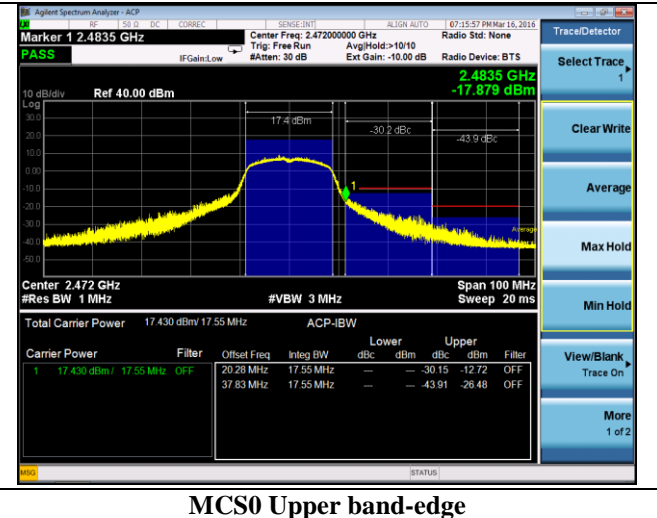 Agilent Spectrum Analyzer - ACP
RF 50 Ω DC CORREC SENSE:INT ALIGN AUTO 07:15:57 PM Mar 16, 2016
Marker 1 2.4835 GHz
Center Freq: 2.472000000 GHz Radio Std: None
PASS
Trig: Free Run Avg|Hold:>10/10
IFGain:Low #Atten: 30 dB Ext Gain: -10.00 dB Radio Device: BTS
2.4835 GHz
-17.879 dBm
10 dB/div Ref 40.00 dBm
Log
30.0
20.0
10.0
0.00
-10.0
-20.0
-30.0
-40.0
-50.0
17.4 dBm
-30.2 dBc
-43.9 dBc
1
Average
Center 2.472 GHz Span 100 MHz
#Res BW 1 MHz #VBW 3 MHz Sweep 20 ms
Total Carrier Power 17.430 dBm/ 17.55 MHz ACP-IBW
Lower Upper
Carrier Power Filter Offset Freq Integ BW dBc dBm dBc dBm Filter
1 17.430 dBm / 17.55 MHz OFF 20.28 MHz 17.55 MHz --- --- -30.15 -12.72 OFF
37.83 MHz 17.55 MHz --- --- -43.91 -26.48 OFF
Trace/Detector
Select Trace
1
Clear Write
Average
Max Hold
Min Hold
View/Blank
Trace On
More
1 of 2
MSG STATUS
MCS0 Upper band-edge